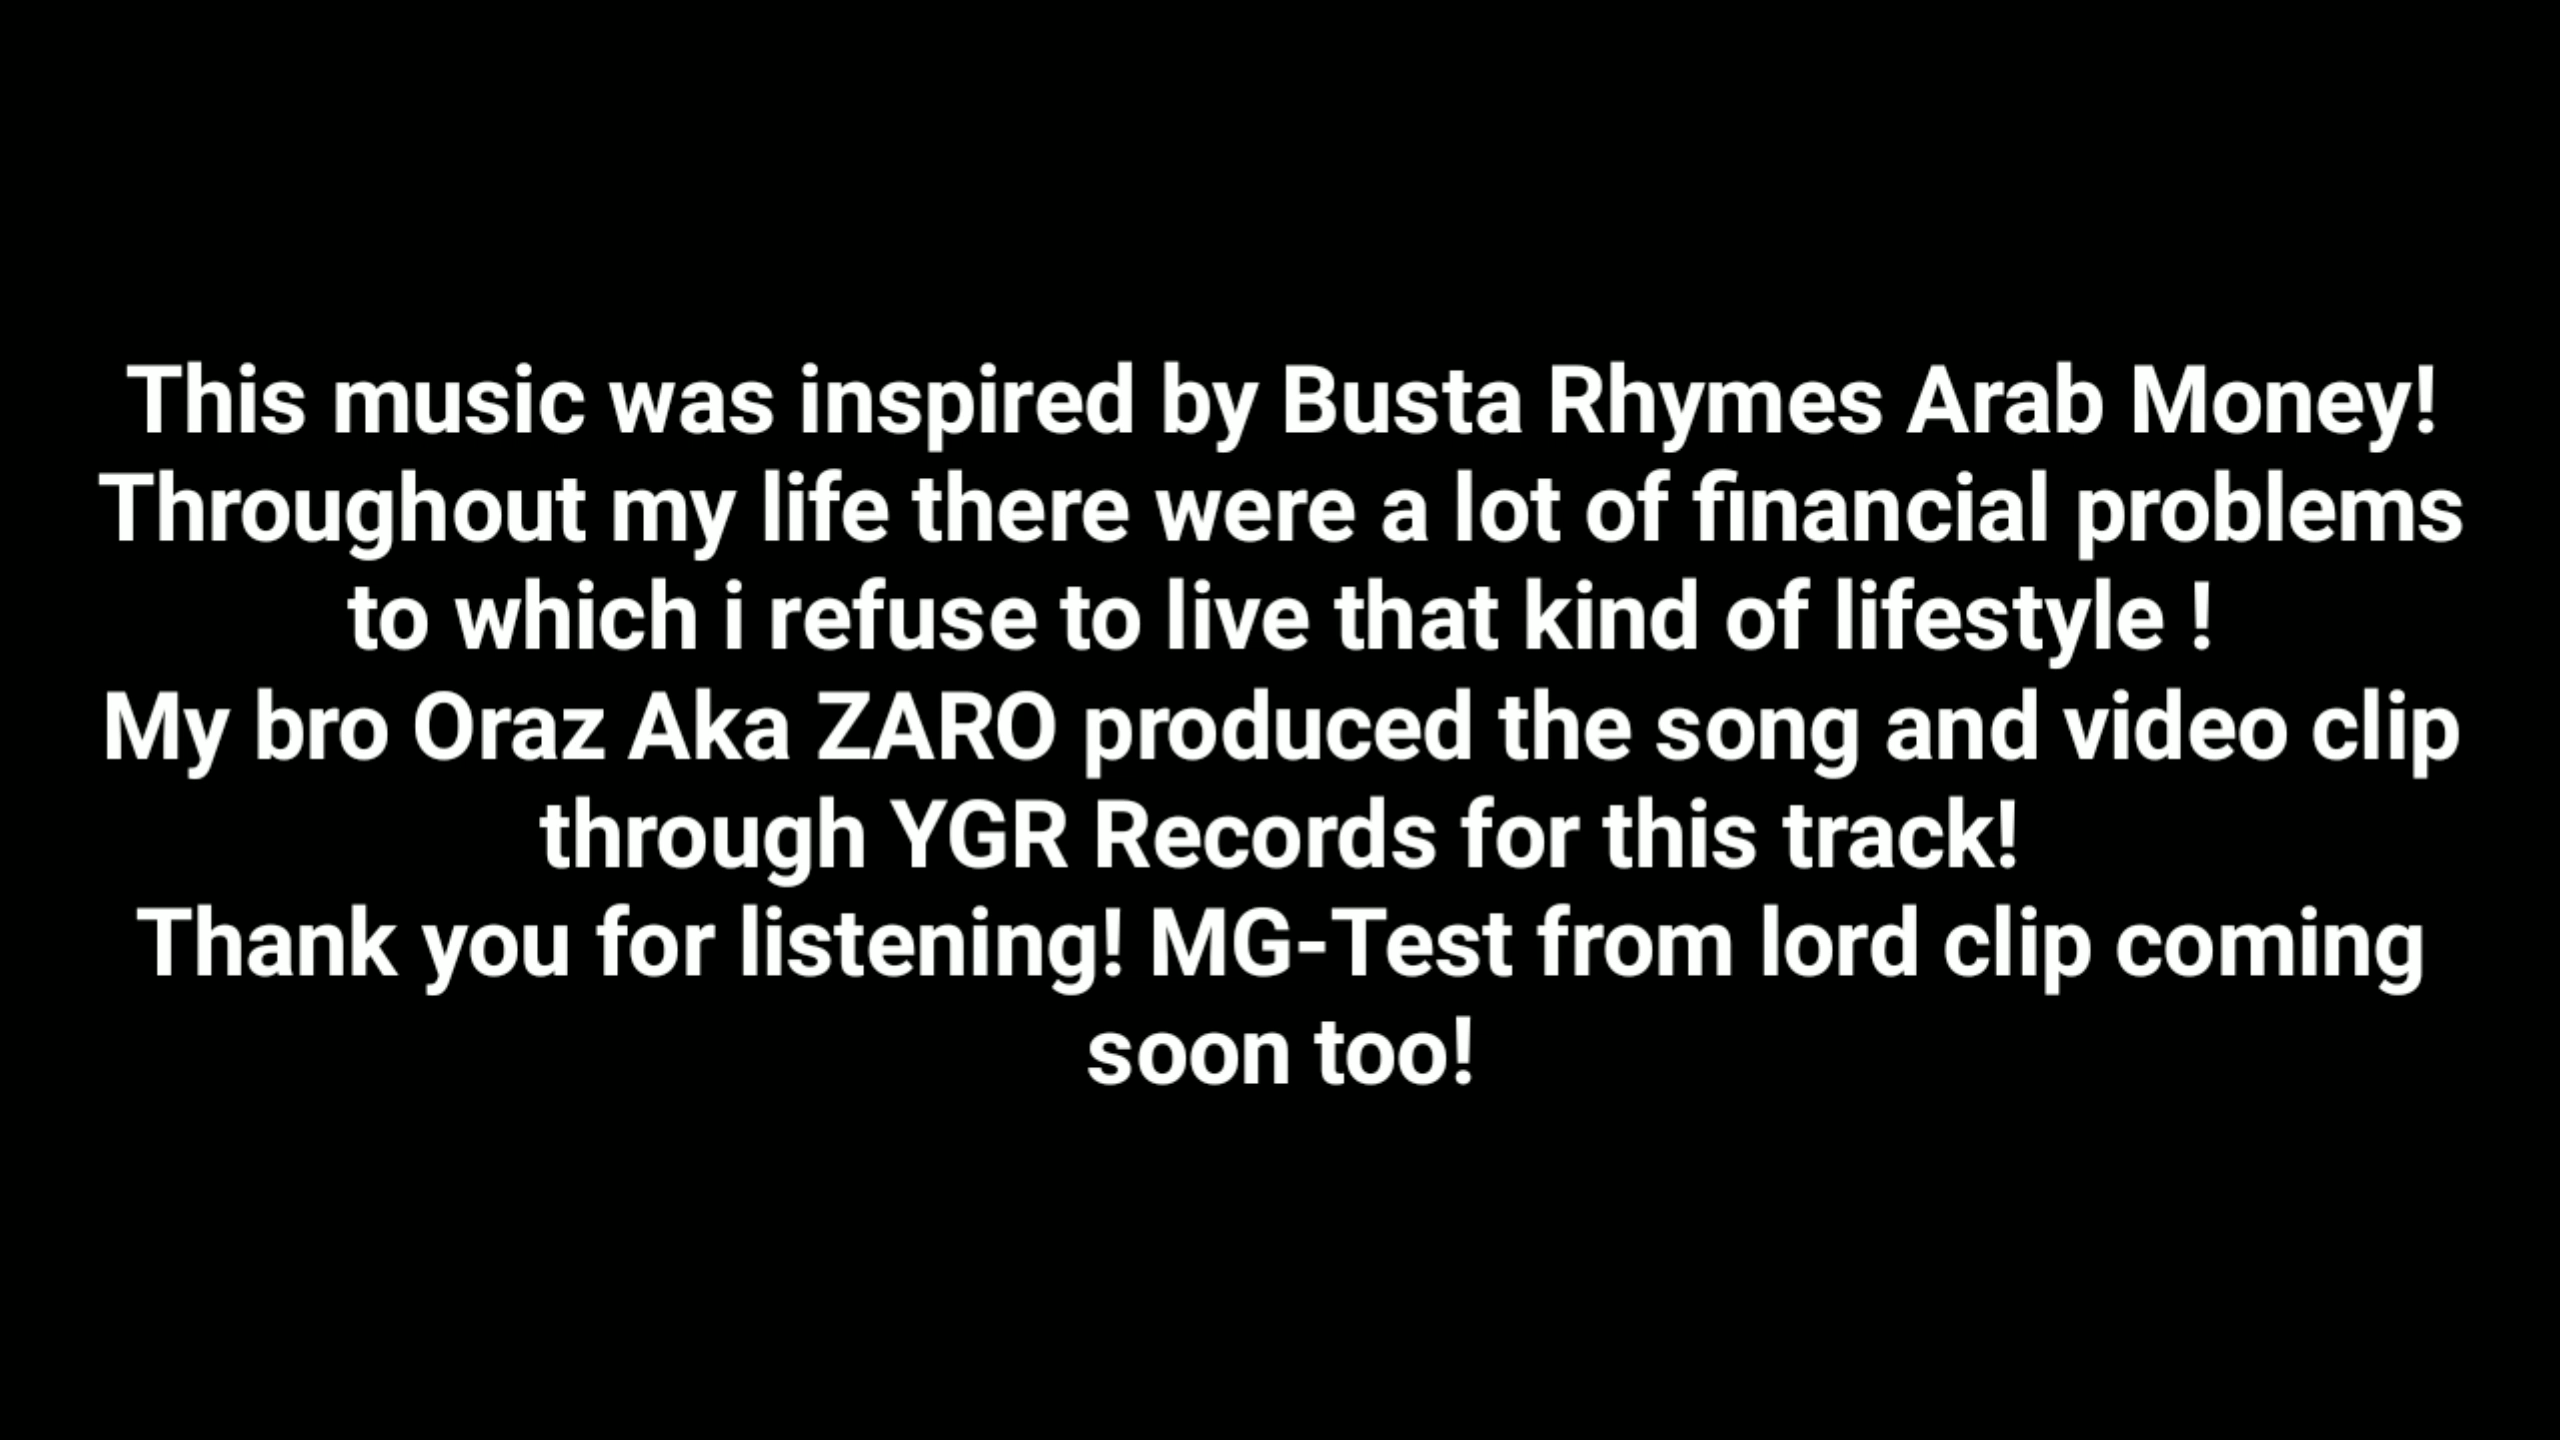 This music was inspired by Busta Rhymes Arab Money!
Throughout my life there were a lot of financial problems
to which i refuse to live that kind of lifestyle !
My bro Oraz Aka ZARO produced the song and video clip
through YGR Records for this track!
Thank you for listening! MG-Test from lord clip coming
soon too!